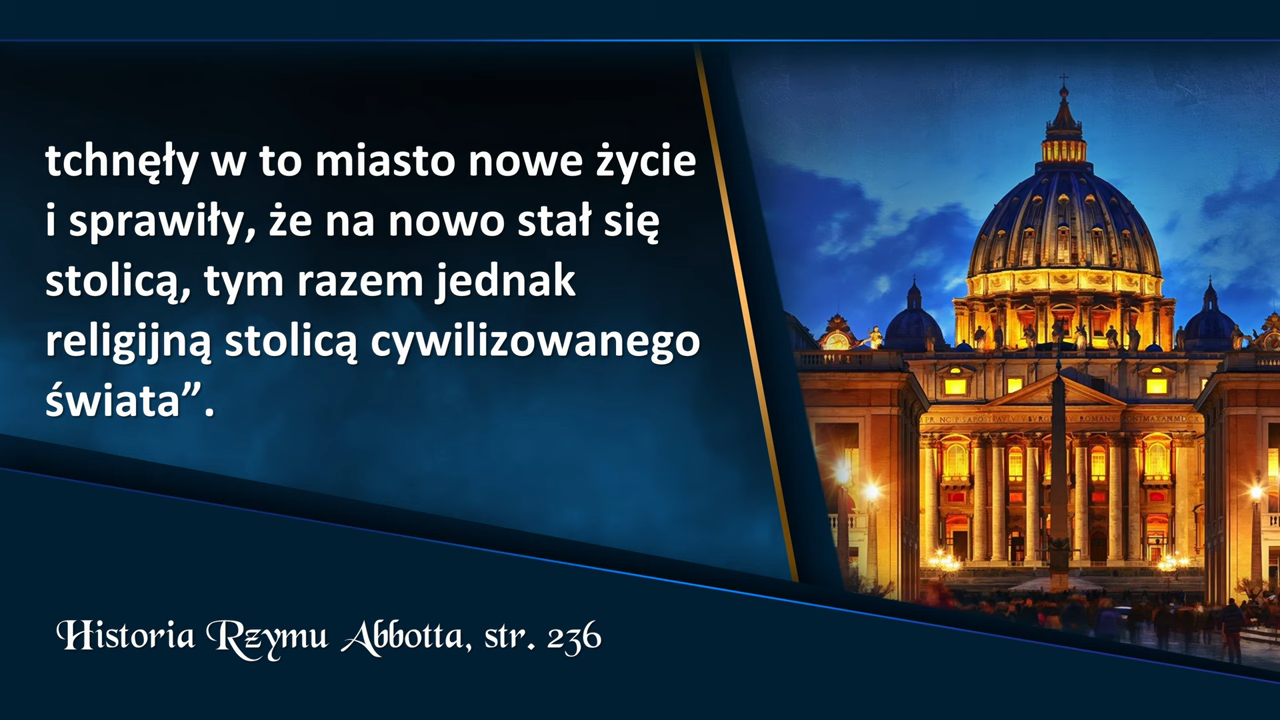 tchnęły w to miasto nowe życie
i sprawiły, że na nowo stał się
stolicą, tym razem jednak
religijną stolicą cywilizowanego
świata”.
Historia Rzymu Abbotta, str. 236